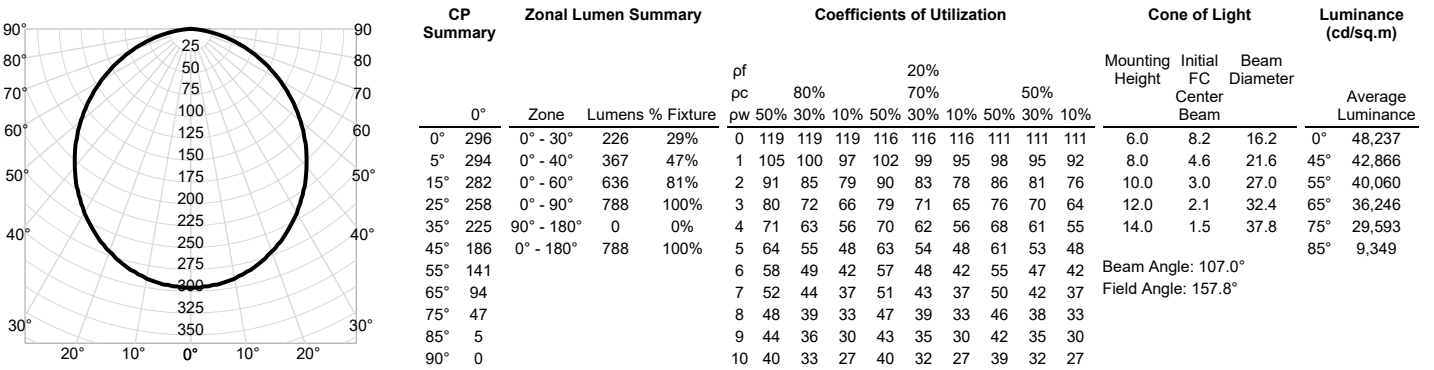 90° 90
80° 80
70° 70
60° 60
50° 50°
40° 40°
30° 30°
20° 10° 0° 10° 20°
25
50
75
100
125
150
175
200
225
250
275
300
325
350
CP Summary
0°
0° 296
5° 294
15° 282
25° 258
35° 225
45° 186
55° 141
65° 94
75° 47
85° 5
90° 0
Zonal Lumen Summary
Zone Lumens % Fixture
0° - 30° 226 29%
0° - 40° 367 47%
0° - 60° 636 81%
0° - 90° 788 100%
90° - 180° 0 0%
0° - 180° 788 100%
Coefficients of Utilization
ρf 20%
ρc 80% 70% 50%
ρw 50% 30% 10% 50% 30% 10% 50% 30% 10%
0 119 119 119 116 116 116 111 111 111
1 105 100 97 102 99 95 98 95 92
2 91 85 79 90 83 78 86 81 76
3 80 72 66 79 71 65 76 70 64
4 71 63 56 70 62 56 68 61 55
5 64 55 48 63 54 48 61 53 48
6 58 49 42 57 48 42 55 47 42
7 52 44 37 51 43 37 50 42 37
8 48 39 33 47 39 33 46 38 33
9 44 36 30 43 35 30 42 35 30
10 40 33 27 40 32 27 39 32 27
Cone of Light
Mounting Height Initial FC Center Beam Beam Diameter
6.0 8.2 16.2
8.0 4.6 21.6
10.0 3.0 27.0
12.0 2.1 32.4
14.0 1.5 37.8
Beam Angle: 107.0°
Field Angle: 157.8°
Luminance
(cd/sq.m)
Average
Luminance
0° 48,237
45° 42,866
55° 40,060
65° 36,246
75° 29,593
85° 9,349